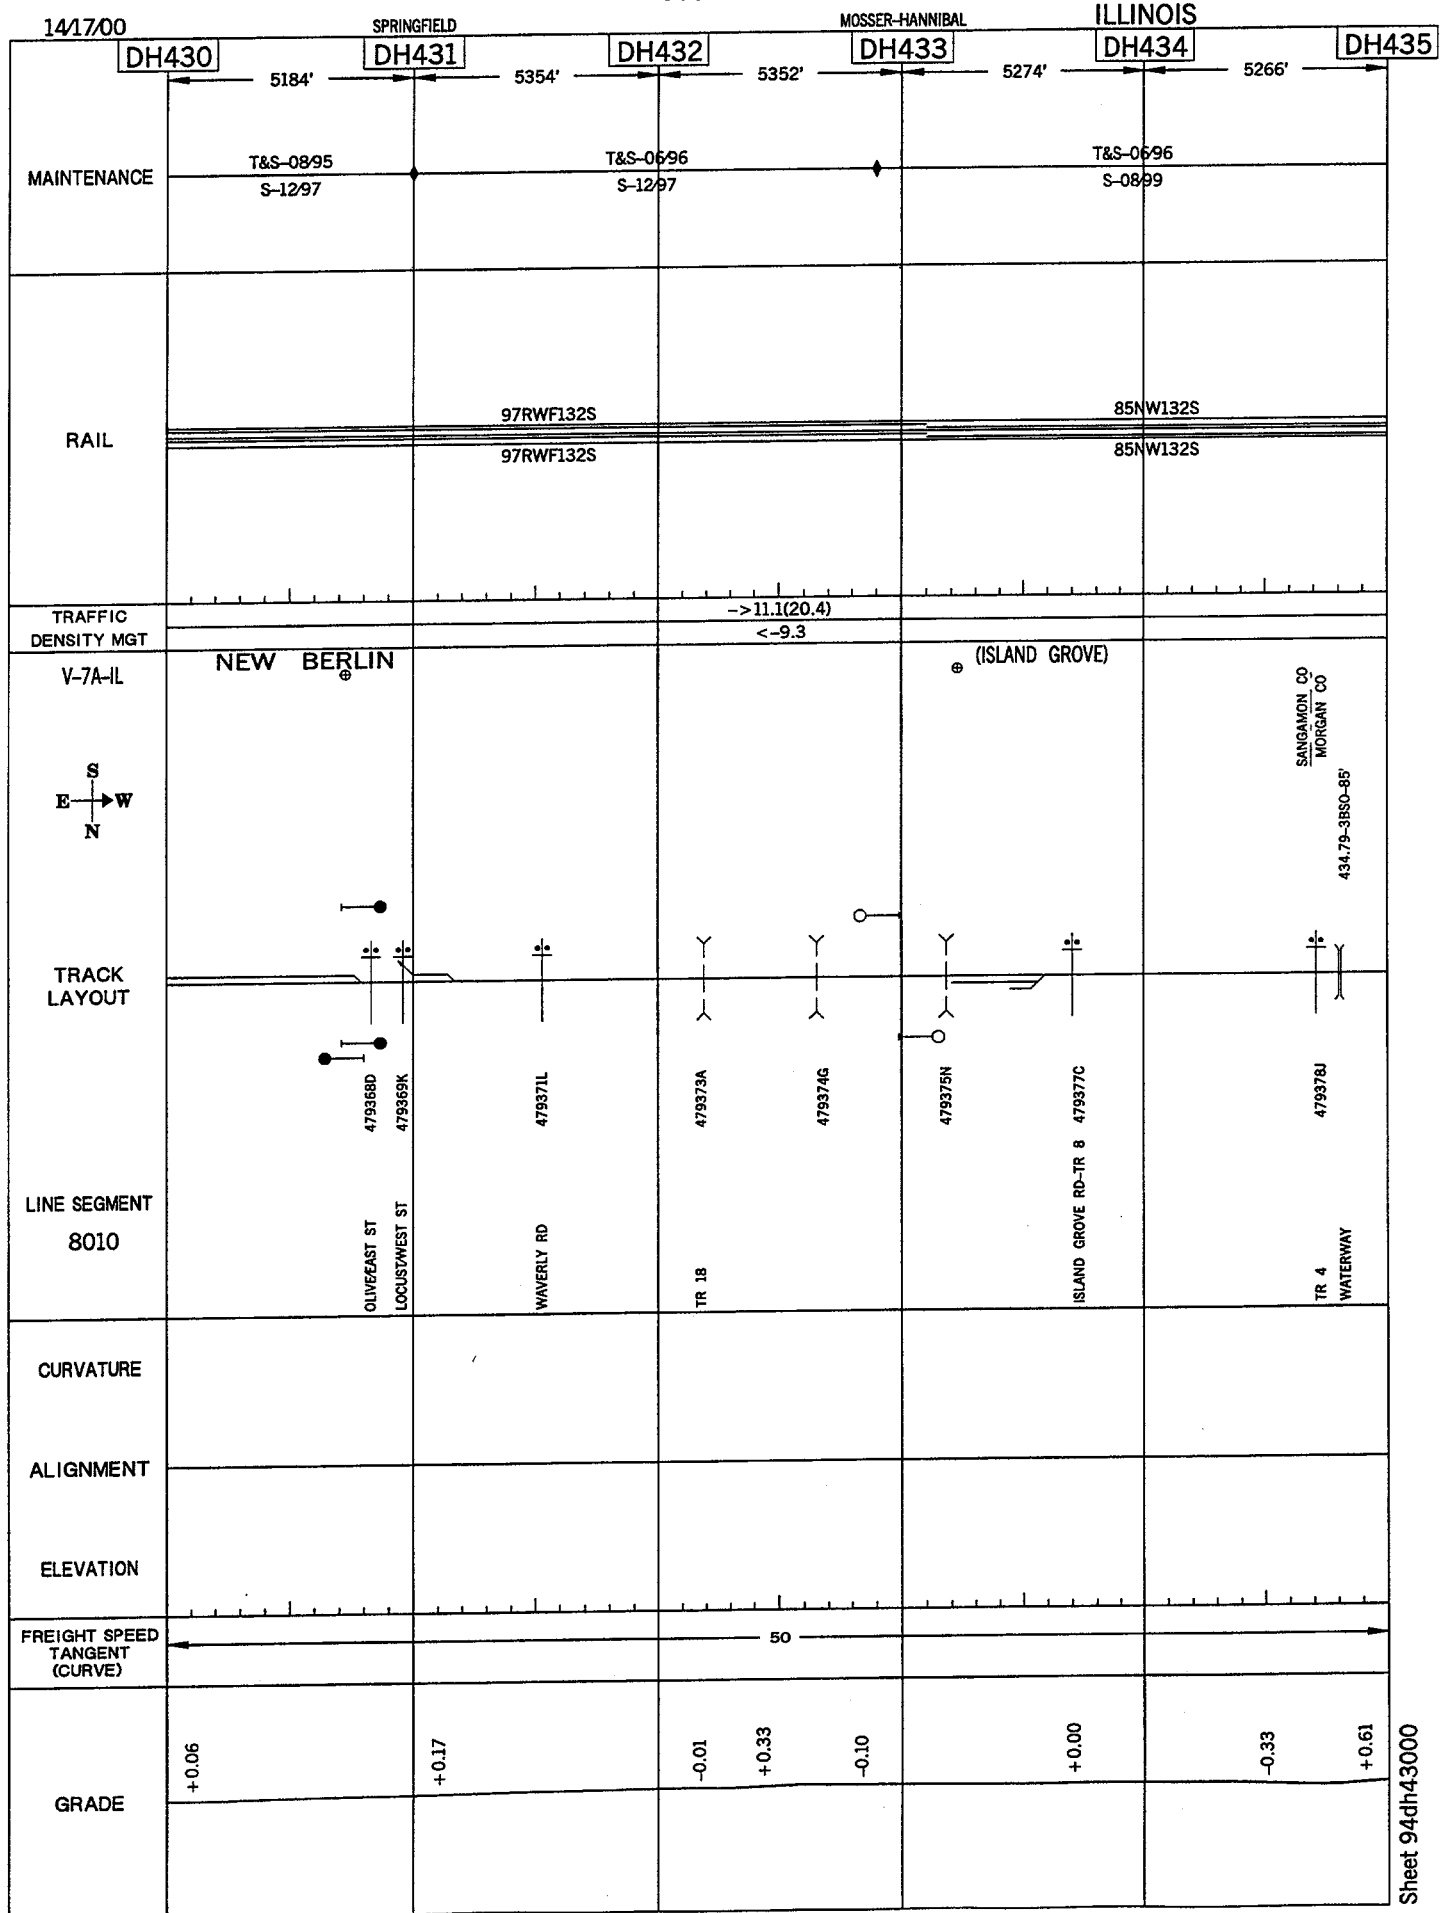 14/17/00
SPRINGFIELD
MOSSER-HANNIBAL
ILLINOIS
DH430
DH431
DH432
DH433
DH434
DH435
5184'
5354'
5352'
5274'
5266'
MAINTENANCE
T&S-08/95
S-12/97
T&S-06/96
S-12/97
T&S-06/96
S-08/99
RAIL
97RWF132S
97RWF132S
85NW132S
85NW132S
TRAFFIC
DENSITY MGT
->11.1(20.4)
<-9.3
V-7A-IL
NEW BERLIN
(ISLAND GROVE)
SANGAMON CO
MORGAN CO
434.79-3BSO-85'
S
E W
N
TRACK
LAYOUT
479368D
479369K
479371L
479373A
479374G
479375N
479377C
479378J
LINE SEGMENT
8010
OLIVE/EAST ST
LOCUST/WEST ST
WAVERLY RD
TR 18
ISLAND GROVE RD-TR 8
TR 4
WATERWAY
CURVATURE
ALIGNMENT
ELEVATION
FREIGHT SPEED
TANGENT
(CURVE)
50
GRADE
+0.06
+0.17
-0.01
+0.33
-0.10
+0.00
-0.33
+0.61
Sheet 94dh43000